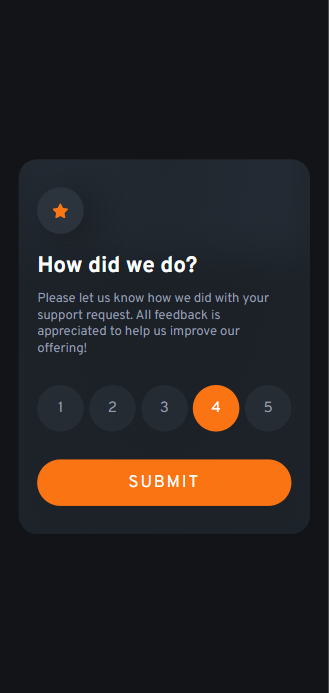 How did we do?
Please let us know how we did with your
support request. All feedback is
appreciated to help us improve our
offering!
1 2 3 4 5
SUBMIT